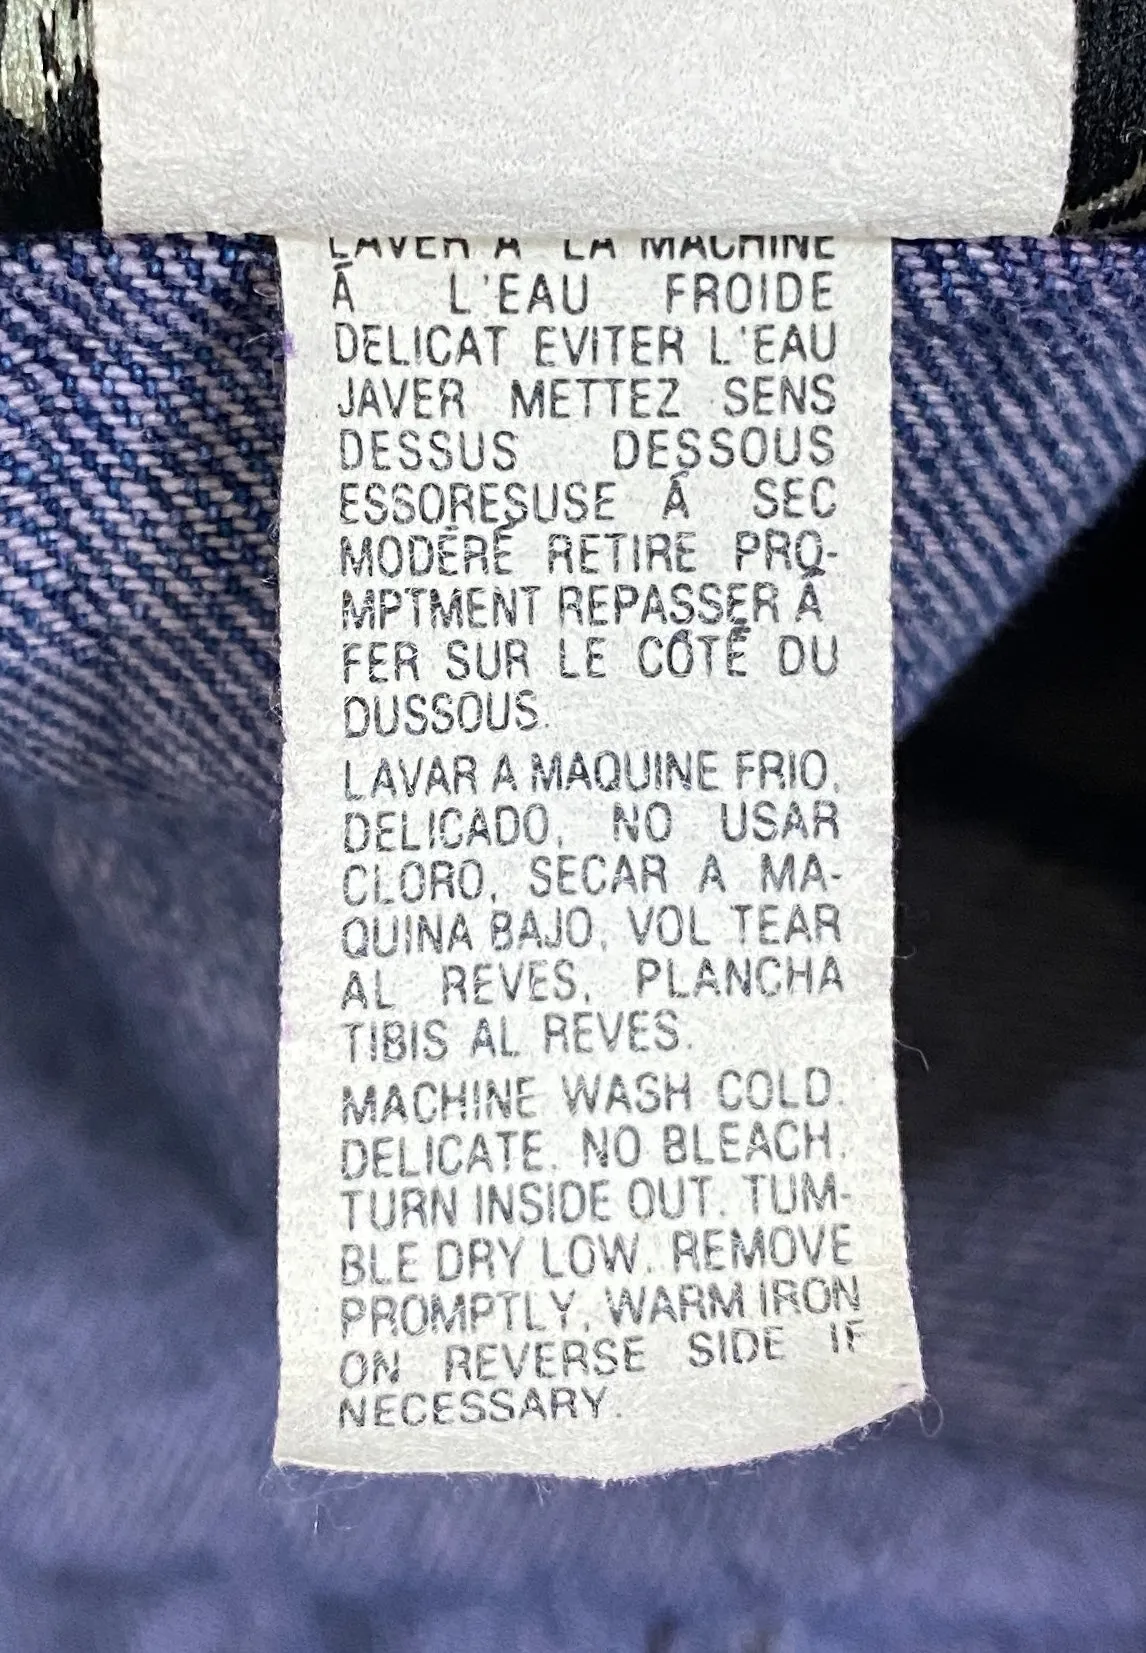 LAVER À LA MACHINE
Á L'EAU FROIDE
DELICAT EVITER L'EAU
JAVER METTEZ SENS
DESSUS DESSOUS
ESSORESUSE Á SEC
MODÉRÉ RETIRE PRO-
MPTMENT REPASSER Á
FER SUR LE CÔTÉ DU
DUSSOUS.
LAVAR A MAQUINE FRIO,
DELICADO, NO USAR
CLORO, SECAR A MA-
QUINA BAJO, VOL TEAR
AL REVES, PLANCHA
TIBIS AL REVES.
MACHINE WASH COLD.
DELICATE. NO BLEACH.
TURN INSIDE OUT. TUM-
BLE DRY LOW. REMOVE
PROMPTLY. WARM IRON
ON REVERSE SIDE IF
NECESSARY.